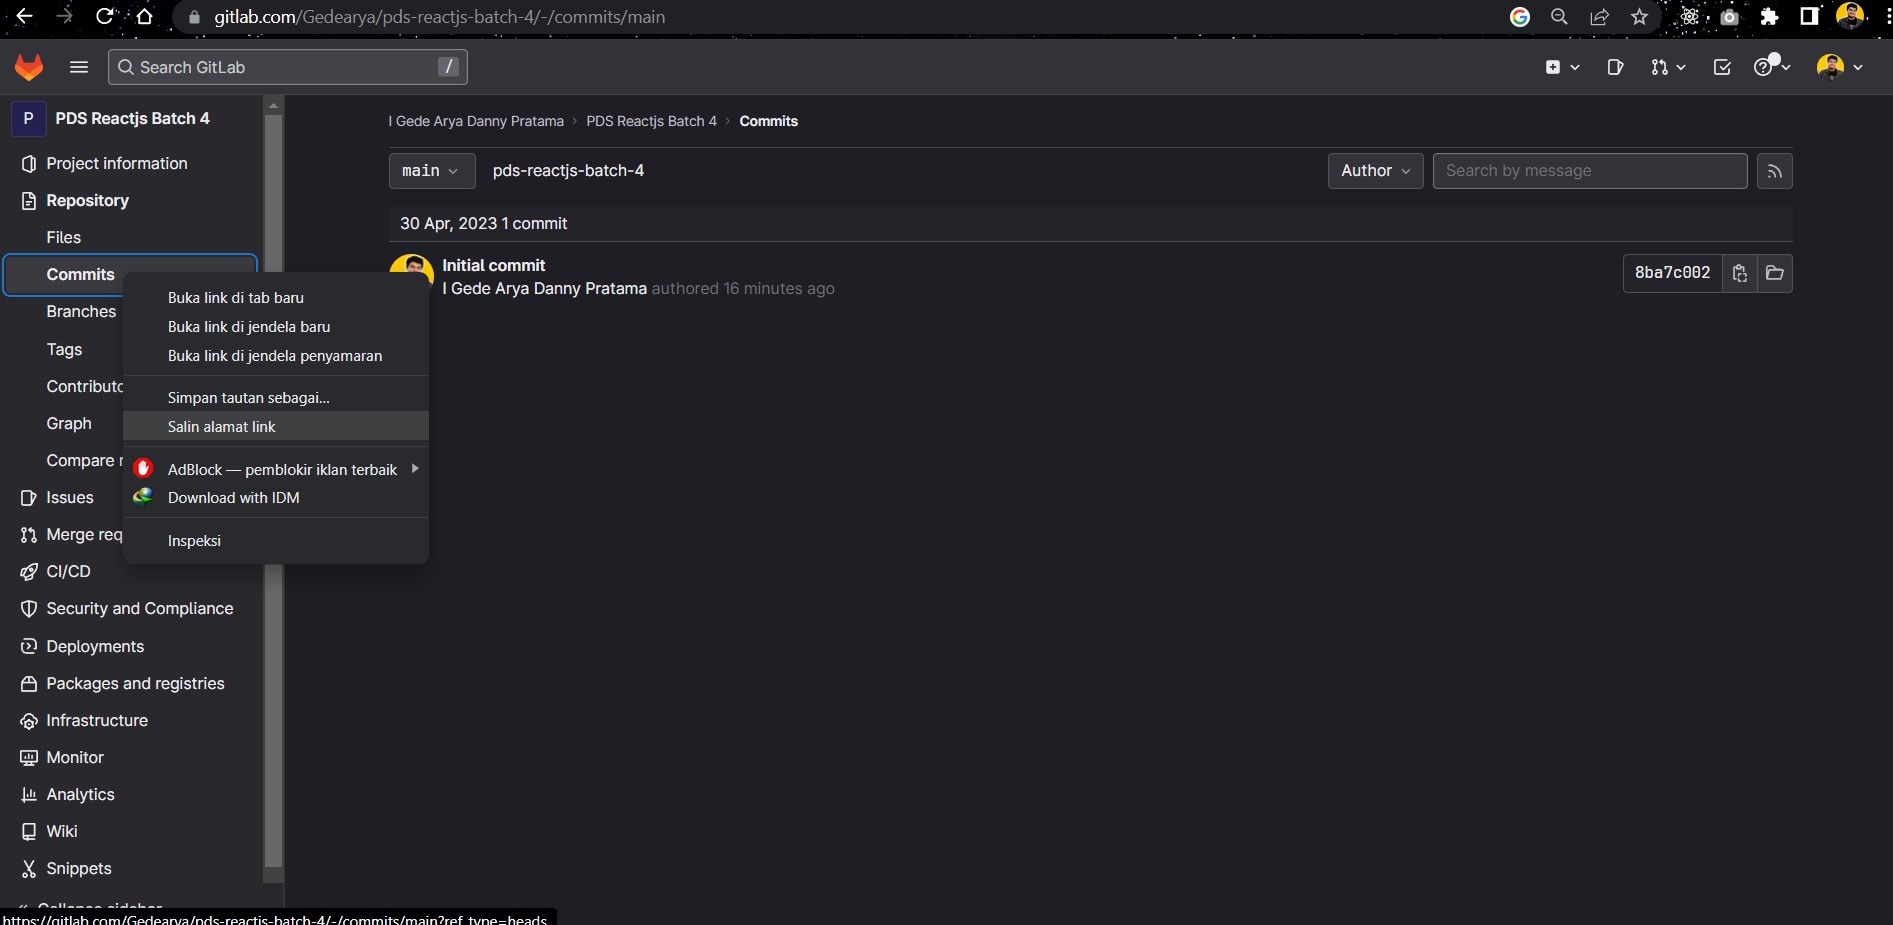 gitlab.com/Gedearya/pds-reactjs-batch-4/-/commits/main
Search GitLab /
P PDS Reactjs Batch 4
Project information
Repository
Files
Commits
Branches
Tags
Contributo
Graph
Compare r
Issues
Merge req
CI/CD
Security and Compliance
Deployments
Packages and registries
Infrastructure
Monitor
Analytics
Wiki
Snippets
Collapse sidebar
Buka link di tab baru
Buka link di jendela baru
Buka link di jendela penyamaran
Simpan tautan sebagai...
Salin alamat link
AdBlock — pemblokir iklan terbaik
Download with IDM
Inspeksi
I Gede Arya Danny Pratama > PDS Reactjs Batch 4 > Commits
main pds-reactjs-batch-4 Author Search by message
30 Apr, 2023 1 commit
Initial commit
I Gede Arya Danny Pratama authored 16 minutes ago
8ba7c002
https://gitlab.com/Gedearya/pds-reactjs-batch-4/-/commits/main?ref_type=heads